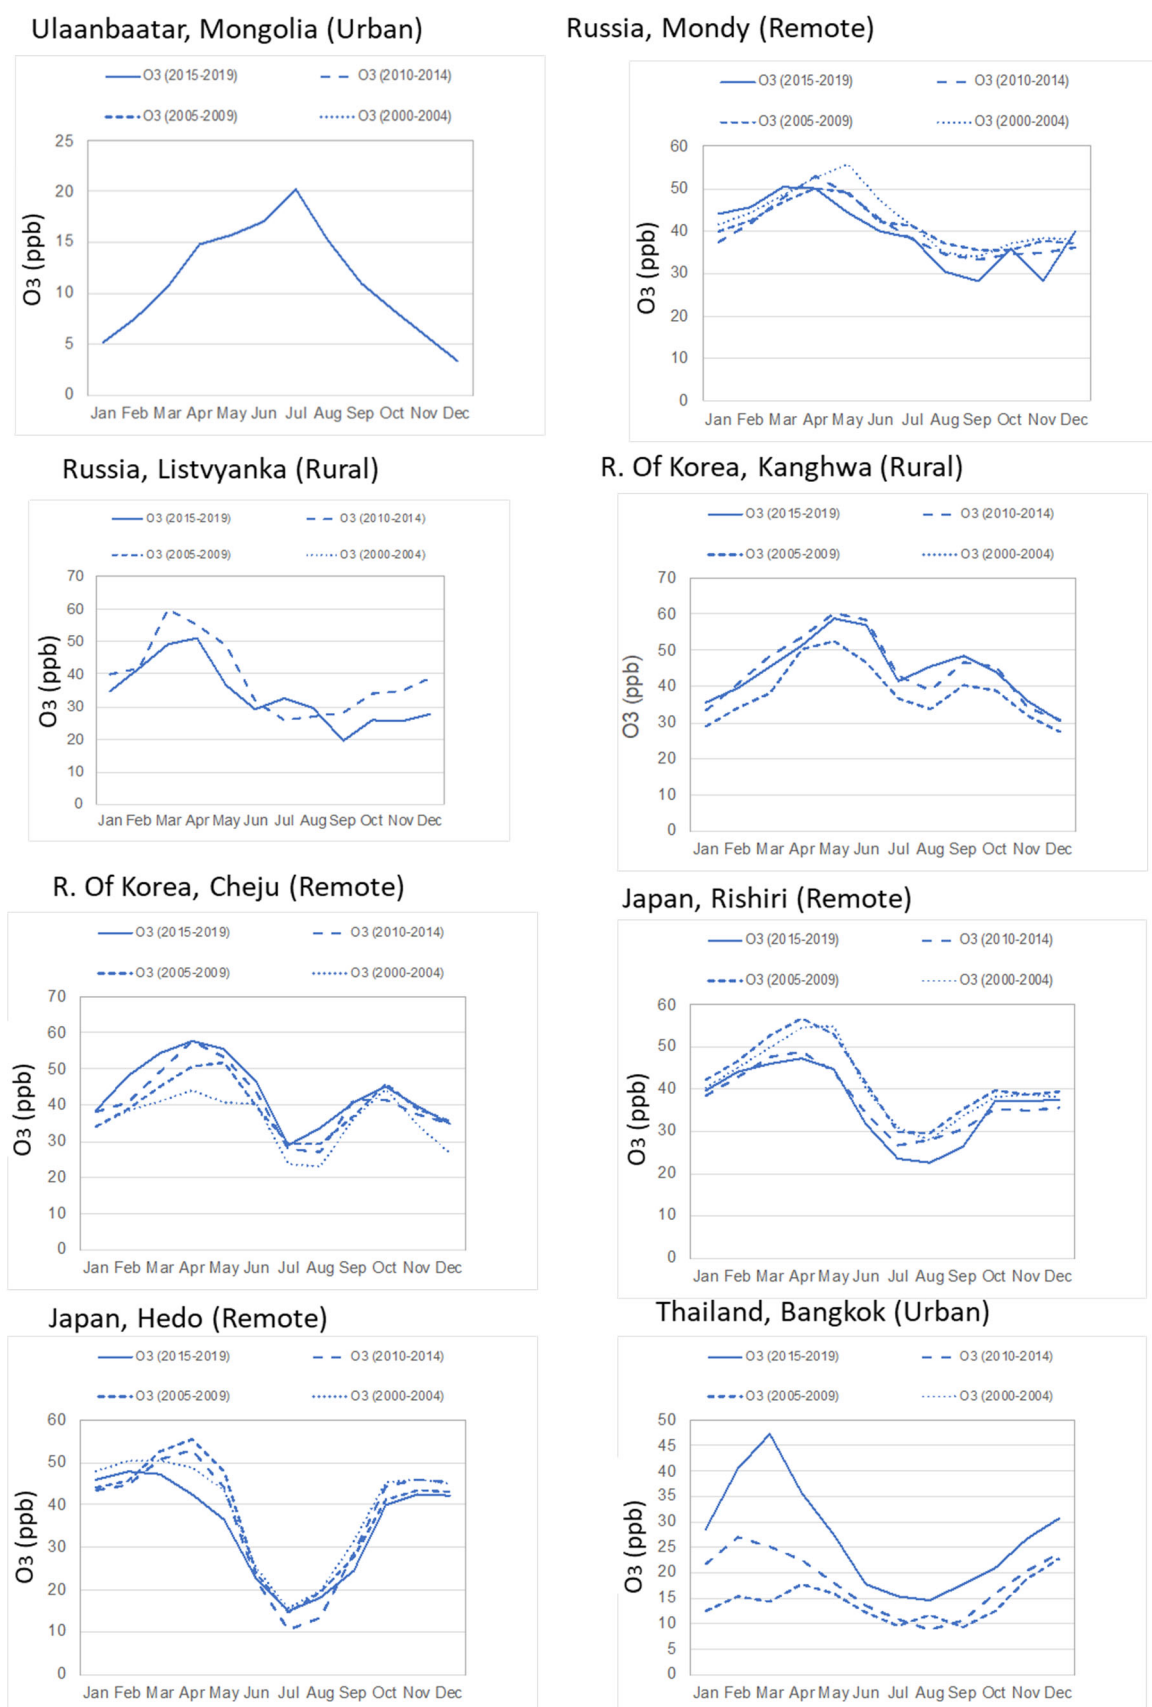 Ulaanbaatar, Mongolia (Urban)
O3 (2015-2019) O3 (2010-2014)
O3 (2005-2009) O3 (2000-2004)
25
20
15
10
5
0
O3 (ppb)
Jan Feb Mar Apr May Jun Jul Aug Sep Oct Nov Dec
Russia, Mondy (Remote)
O3 (2015-2019) O3 (2010-2014)
O3 (2005-2009) O3 (2000-2004)
60
50
40
30
20
10
0
O3 (ppb)
Jan Feb Mar Apr May Jun Jul Aug Sep Oct Nov Dec
Russia, Listvyanka (Rural)
O3 (2015-2019) O3 (2010-2014)
O3 (2005-2009) O3 (2000-2004)
70
60
50
40
30
20
10
0
O3 (ppb)
Jan Feb Mar Apr May Jun Jul Aug Sep Oct Nov Dec
R. Of Korea, Kanghwa (Rural)
O3 (2015-2019) O3 (2010-2014)
O3 (2005-2009) O3 (2000-2004)
70
60
50
40
30
20
10
0
O3 (ppb)
Jan Feb Mar Apr May Jun Jul Aug Sep Oct Nov Dec
R. Of Korea, Cheju (Remote)
O3 (2015-2019) O3 (2010-2014)
O3 (2005-2009) O3 (2000-2004)
70
60
50
40
30
20
10
0
O3 (ppb)
Jan Feb Mar Apr May Jun Jul Aug Sep Oct Nov Dec
Japan, Rishiri (Remote)
O3 (2015-2019) O3 (2010-2014)
O3 (2005-2009) O3 (2000-2004)
60
50
40
30
20
10
0
O3 (ppb)
Jan Feb Mar Apr May Jun Jul Aug Sep Oct Nov Dec
Japan, Hedo (Remote)
O3 (2015-2019) O3 (2010-2014)
O3 (2005-2009) O3 (2000-2004)
60
50
40
30
20
10
0
O3 (ppb)
Jan Feb Mar Apr May Jun Jul Aug Sep Oct Nov Dec
Thailand, Bangkok (Urban)
O3 (2015-2019) O3 (2010-2014)
O3 (2005-2009) O3 (2000-2004)
50
45
40
35
30
25
20
15
10
5
0
O3 (ppb)
Jan Feb Mar Apr May Jun Jul Aug Sep Oct Nov Dec